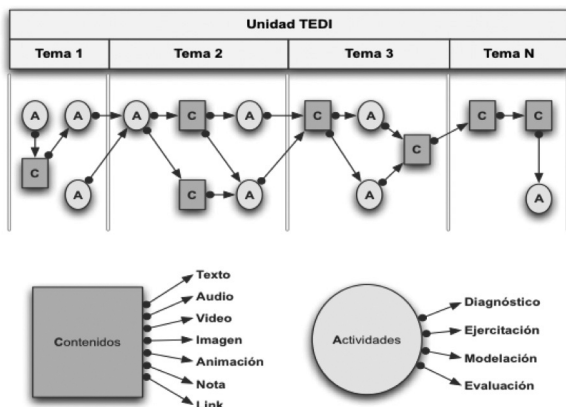 Unidad TEDI
Tema 1 Tema 2 Tema 3 Tema N
A A A C A C A C C
C C
A C A A A
Contenidos
Texto
Audio
Video
Imagen
Animación
Nota
Link
Actividades
Diagnóstico
Ejercitación
Modelación
Evaluación